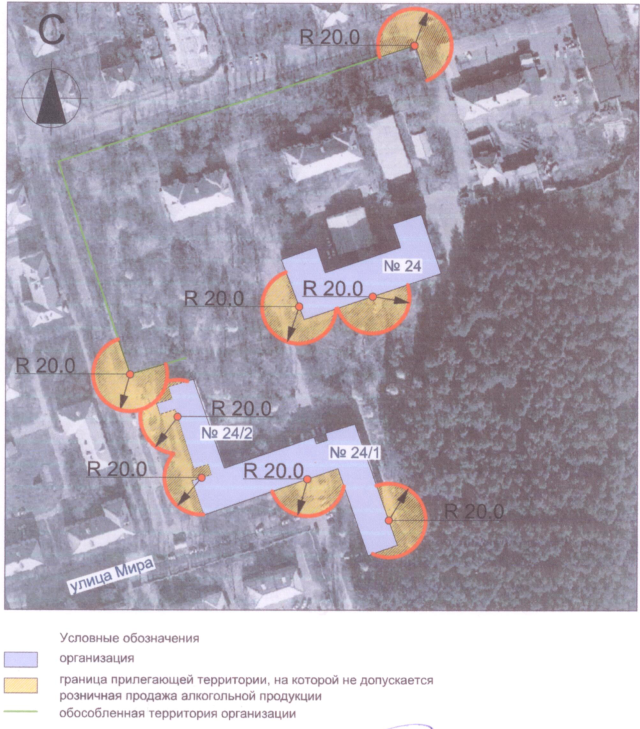 С
R 20.0
№ 24
R 20.0
R 20.0
R 20.0
R 20.0
№ 24/2
№ 24/1
R 20.0
R 20.0
R 20.0
улица Мира
Условные обозначения
организация
граница прилегающей территории, на которой не допускается
розничная продажа алкогольной продукции
обособленная территория организации